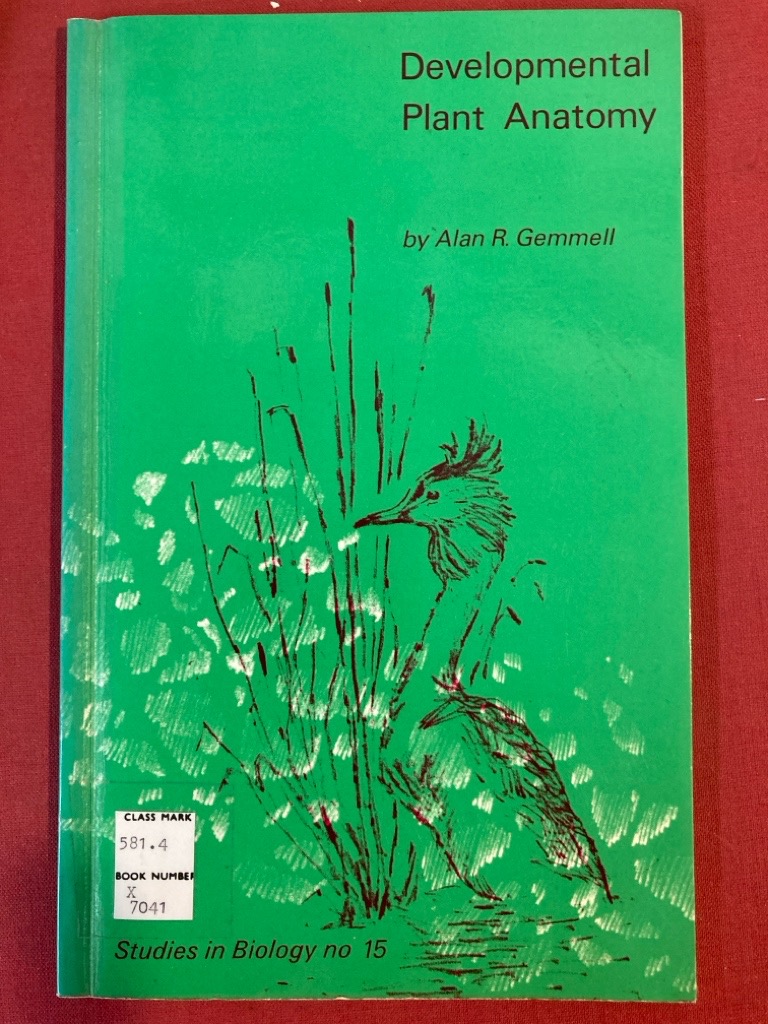 Developmental
Plant Anatomy
by Alan R. Gemmell
CLASS MARK
581.4
BOOK NUMBER
X
7041
Studies in Biology no 15